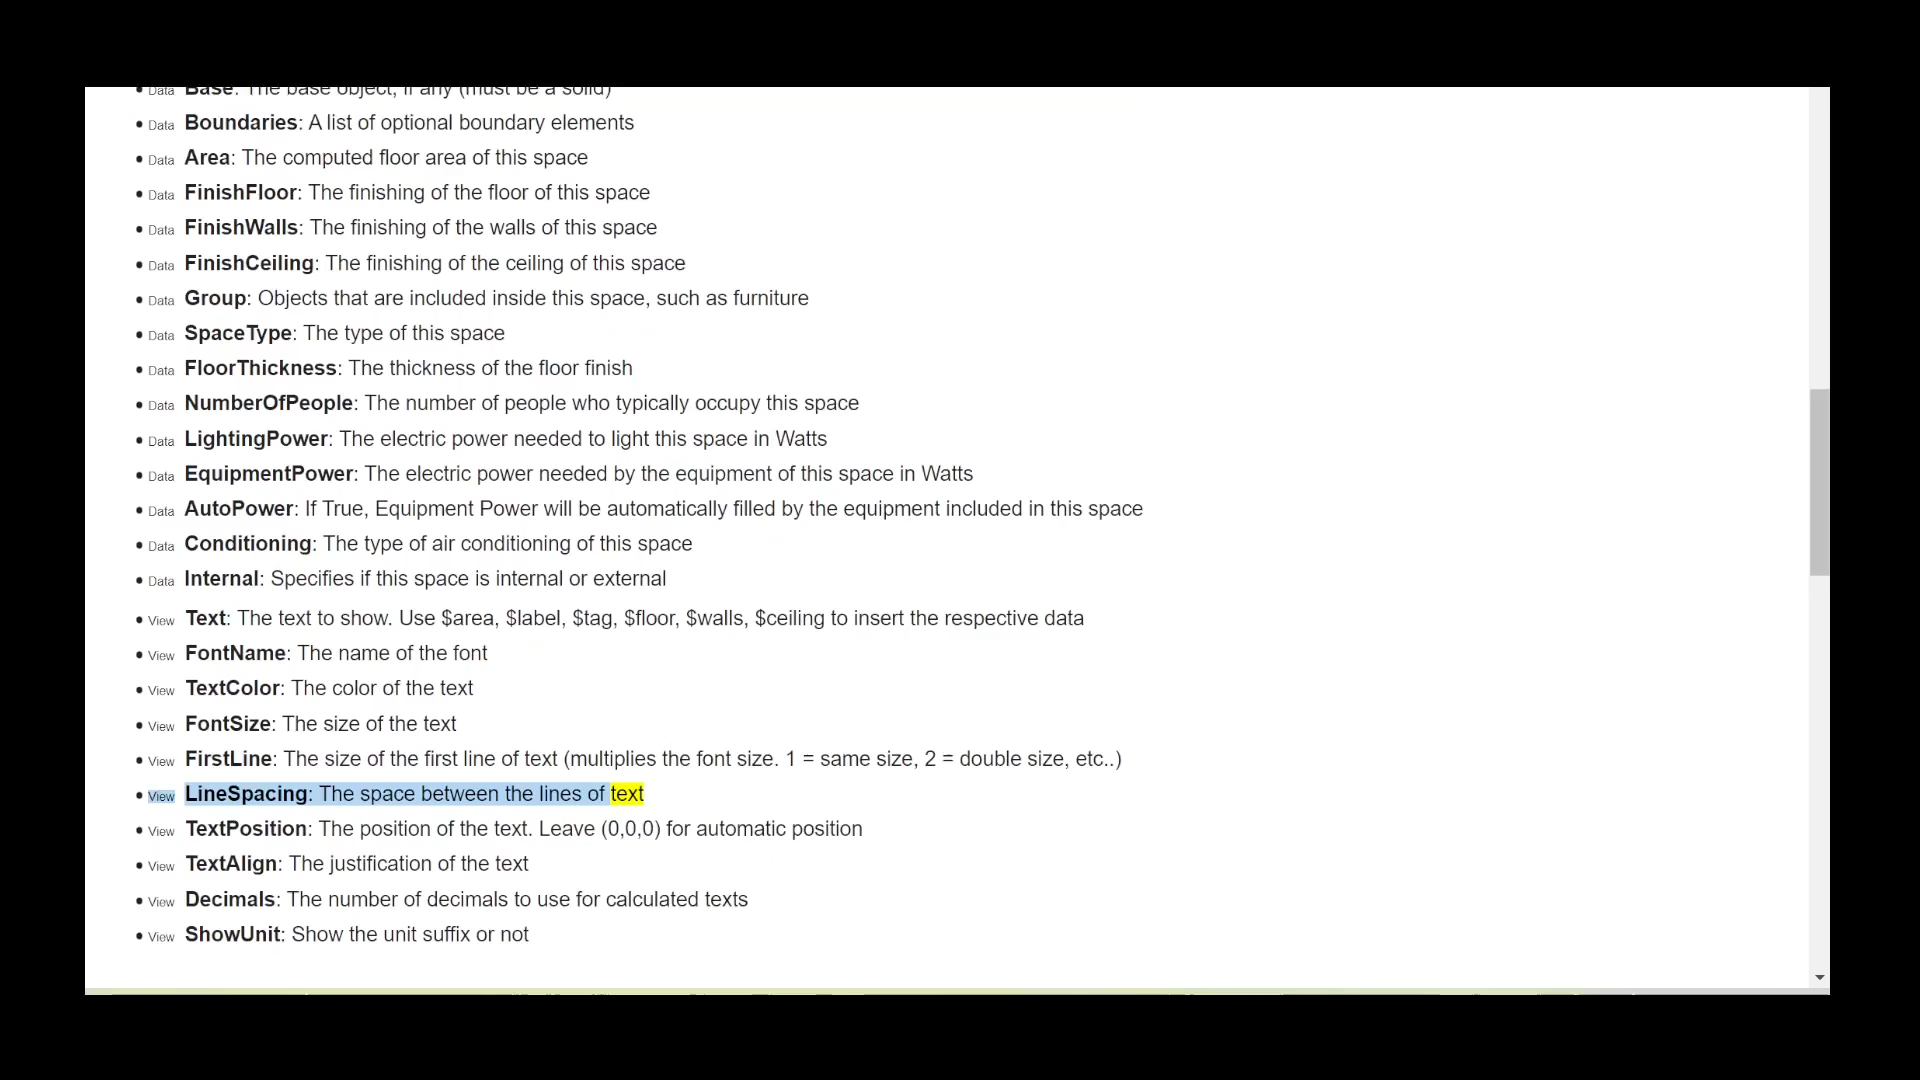 • Data Base: The base object, if any (must be a solid)
• Data Boundaries: A list of optional boundary elements
• Data Area: The computed floor area of this space
• Data FinishFloor: The finishing of the floor of this space
• Data FinishWalls: The finishing of the walls of this space
• Data FinishCeiling: The finishing of the ceiling of this space
• Data Group: Objects that are included inside this space, such as furniture
• Data SpaceType: The type of this space
• Data FloorThickness: The thickness of the floor finish
• Data NumberOfPeople: The number of people who typically occupy this space
• Data LightingPower: The electric power needed to light this space in Watts
• Data EquipmentPower: The electric power needed by the equipment of this space in Watts
• Data AutoPower: If True, Equipment Power will be automatically filled by the equipment included in this space
• Data Conditioning: The type of air conditioning of this space
• Data Internal: Specifies if this space is internal or external
• View Text: The text to show. Use $area, $label, $tag, $floor, $walls, $ceiling to insert the respective data
• View FontName: The name of the font
• View TextColor: The color of the text
• View FontSize: The size of the text
• View FirstLine: The size of the first line of text (multiplies the font size. 1 = same size, 2 = double size, etc..)
• View LineSpacing: The space between the lines of text
• View TextPosition: The position of the text. Leave (0,0,0) for automatic position
• View TextAlign: The justification of the text
• View Decimals: The number of decimals to use for calculated texts
• View ShowUnit: Show the unit suffix or not